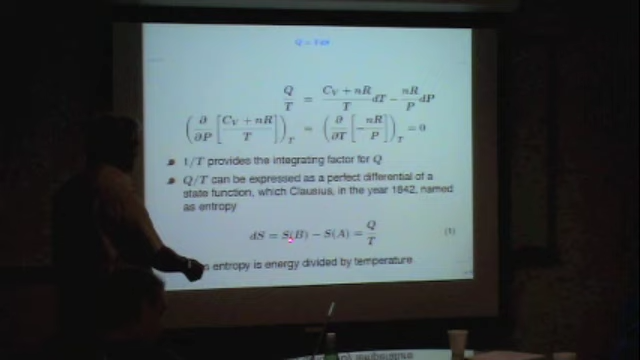 Q = TdS
Q/T = (C_V + nR)/T dT − nR/P dP
(∂/∂P [(C_V + nR)/T])_T = (∂/∂T [−nR/P])_T = 0
1/T provides the integrating factor for Q
Q/T can be expressed as a perfect differential of a
state function, which Clausius, in the year 1842, named
as entropy
dS = S(B) − S(A) = Q/T (1)
entropy is energy divided by temperature